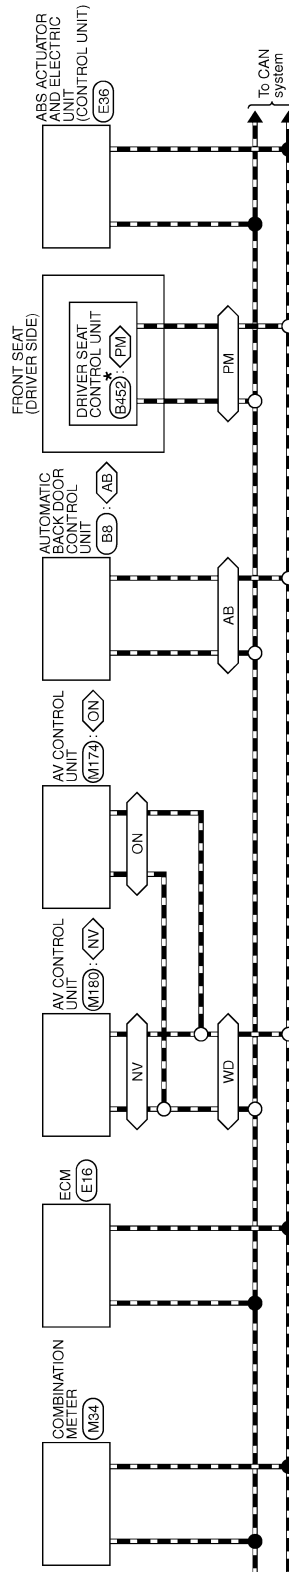 ABS ACTUATOR
AND ELECTRIC
UNIT
(CONTROL UNIT)
E36
To CAN
system
FRONT SEAT
(DRIVER SIDE)
DRIVER SEAT
CONTROL UNIT
*
B452 : PM
PM
AUTOMATIC
BACK DOOR
CONTROL
UNIT
B8 : AB
AB
AV CONTROL
UNIT
M174 : ON
ON
AV CONTROL
UNIT
M180 : NV
NV
WD
ECM
E16
COMBINATION
METER
M34